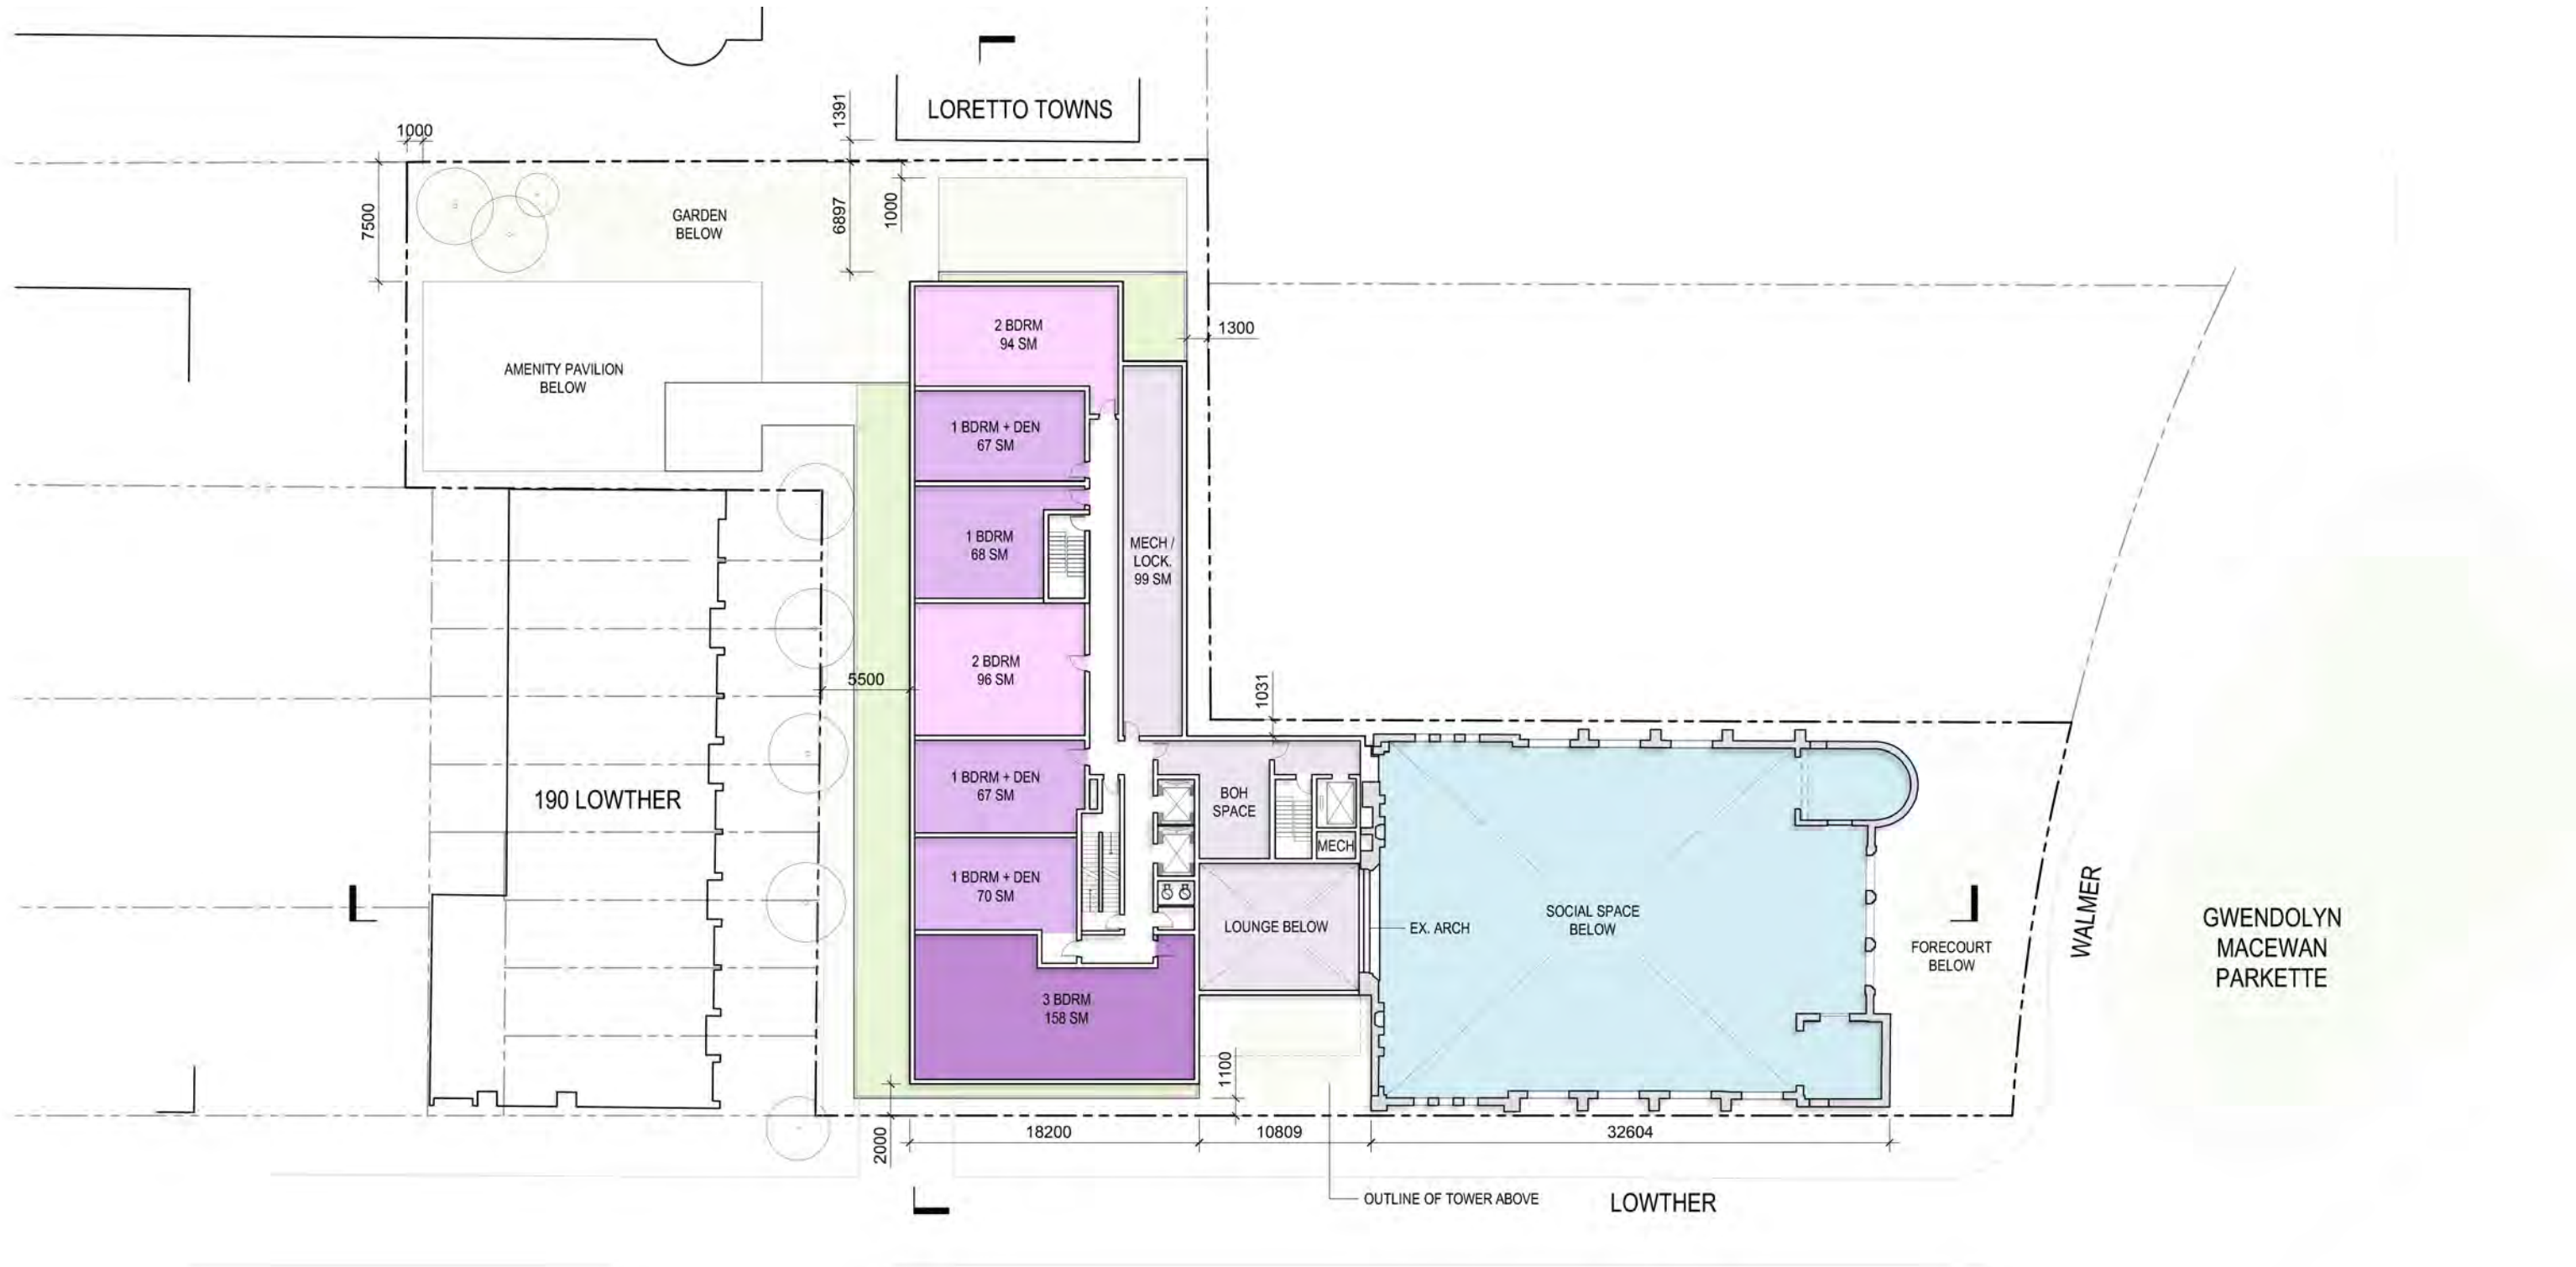 LORETTO TOWNS
1391
1000
7500
GARDEN
BELOW
6897
1000
2 BDRM
94 SM
1300
AMENITY PAVILION
BELOW
1 BDRM + DEN
67 SM
1 BDRM
68 SM
MECH /
LOCK.
99 SM
2 BDRM
96 SM
5500
1031
1 BDRM + DEN
67 SM
190 LOWTHER
BOH
SPACE
MECH
1 BDRM + DEN
70 SM
LOUNGE BELOW
EX. ARCH
SOCIAL SPACE
BELOW
FORECOURT
BELOW
WALMER
GWENDOLYN
MACEWAN
PARKETTE
3 BDRM
158 SM
1100
2000
18200
10809
32604
OUTLINE OF TOWER ABOVE
LOWTHER